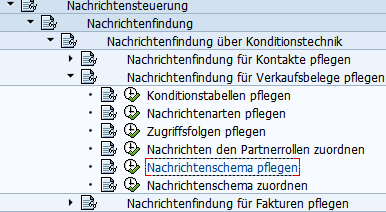 Nachrichtensteuerung
Nachrichtenfindung
Nachrichtenfindung über Konditionstechnik
Nachrichtenfindung für Kontakte pflegen
Nachrichtenfindung für Verkaufsbelege pflegen
Konditionstabellen pflegen
Nachrichtenarten pflegen
Zugriffsfolgen pflegen
Nachrichten den Partnerrollen zuordnen
Nachrichtenschema pflegen
Nachrichtenschema zuordnen
Nachrichtenfindung für Fakturen pflegen